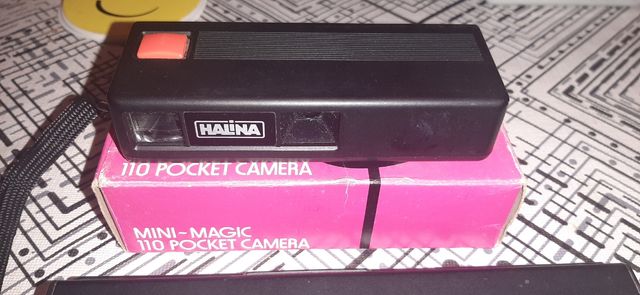 HALINA
110 POCKET CAMERA
MINI-MAGIC
110 POCKET CAMERA